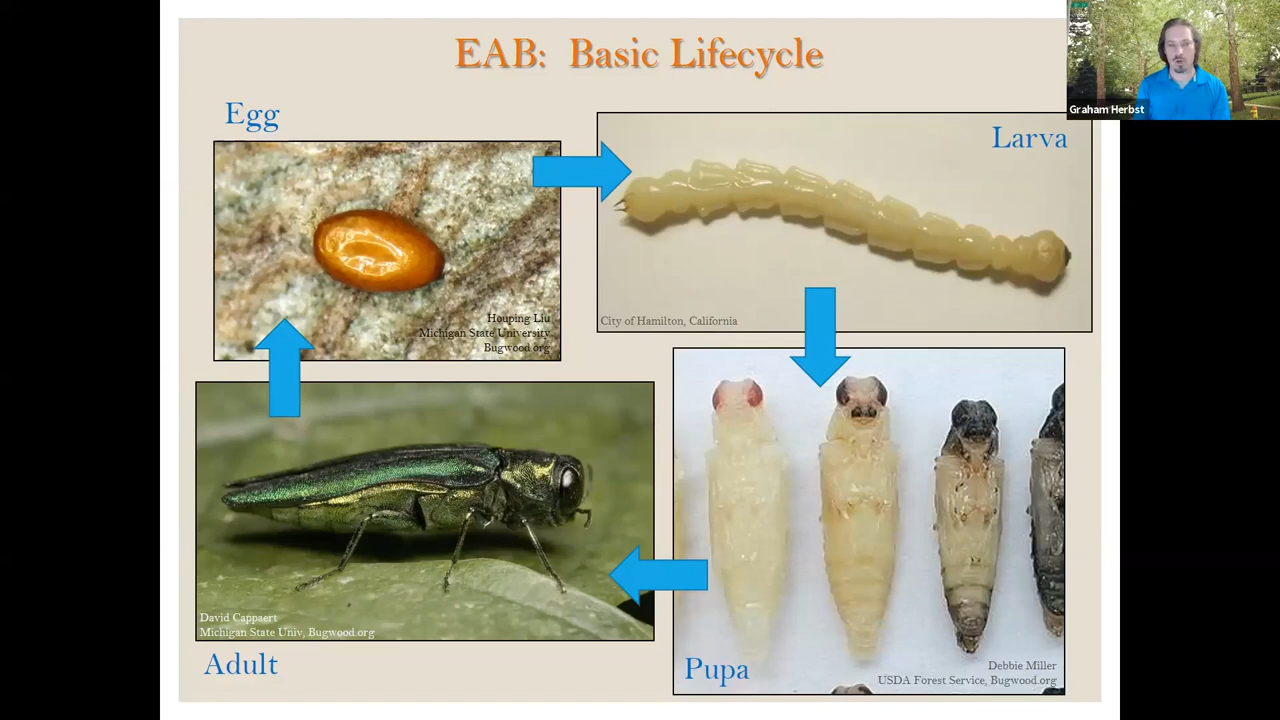 EAB:  Basic Lifecycle
Graham Herbst
Egg
Larva
Houping Liu
Michigan State University
Bugwood.org
City of Hamilton, California
David Cappaert
Michigan State Univ, Bugwood.org
Adult
Pupa
Debbie Miller
USDA Forest Service, Bugwood.org